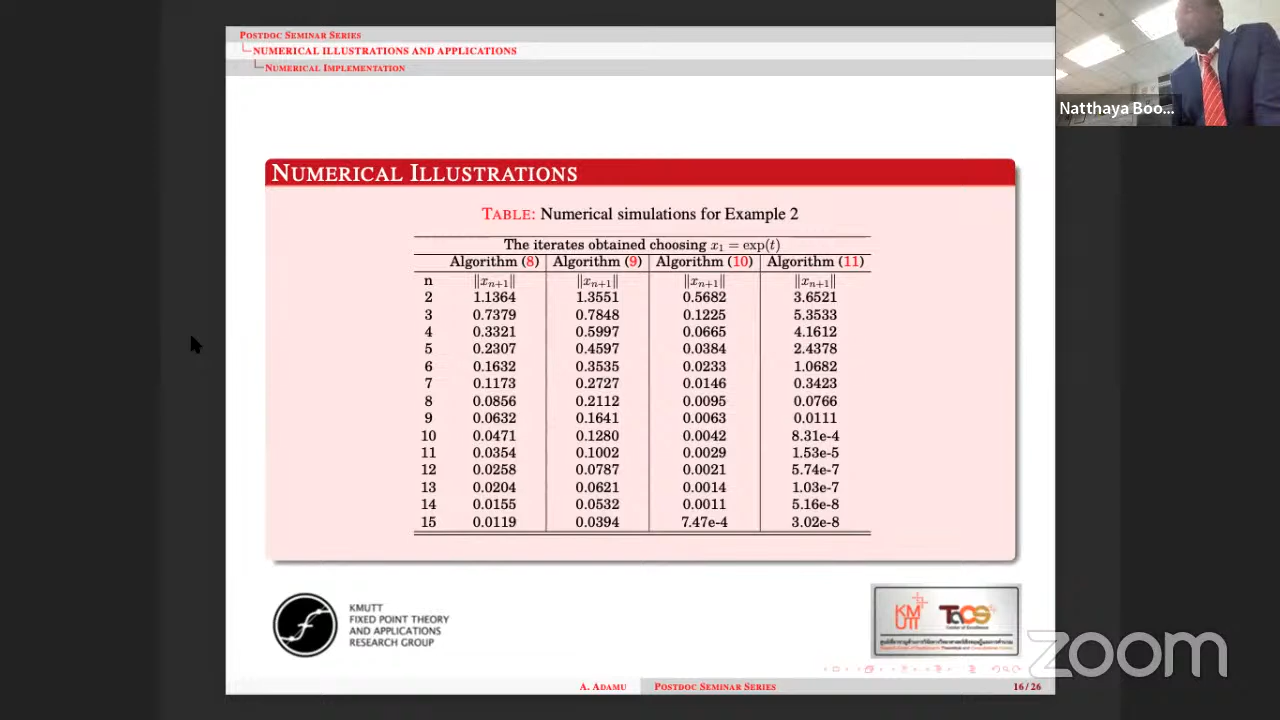 POSTDOC SEMINAR SERIES
NUMERICAL ILLUSTRATIONS AND APPLICATIONS
NUMERICAL IMPLEMENTATION
Natthaya Boo...
NUMERICAL ILLUSTRATIONS
TABLE: Numerical simulations for Example 2
The iterates obtained choosing x₁ = exp(t)
Algorithm (8) Algorithm (9) Algorithm (10) Algorithm (11)
n ‖xₙ₊₁‖ ‖xₙ₊₁‖ ‖xₙ₊₁‖ ‖xₙ₊₁‖
2 1.1364 1.3551 0.5682 3.6521
3 0.7379 0.7848 0.1225 5.3533
4 0.3321 0.5997 0.0665 4.1612
5 0.2307 0.4597 0.0384 2.4378
6 0.1632 0.3535 0.0233 1.0682
7 0.1173 0.2727 0.0146 0.3423
8 0.0856 0.2112 0.0095 0.0766
9 0.0632 0.1641 0.0063 0.0111
10 0.0471 0.1280 0.0042 8.31e-4
11 0.0354 0.1002 0.0029 1.53e-5
12 0.0258 0.0787 0.0021 5.74e-7
13 0.0204 0.0621 0.0014 1.03e-7
14 0.0155 0.0532 0.0011 5.16e-8
15 0.0119 0.0394 7.47e-4 3.02e-8
KMUTT
FIXED POINT THEORY
AND APPLICATIONS
RESEARCH GROUP
KM
UTT
TaCS
Center of Excellence
zoom
A. ADAMU POSTDOC SEMINAR SERIES 16/26